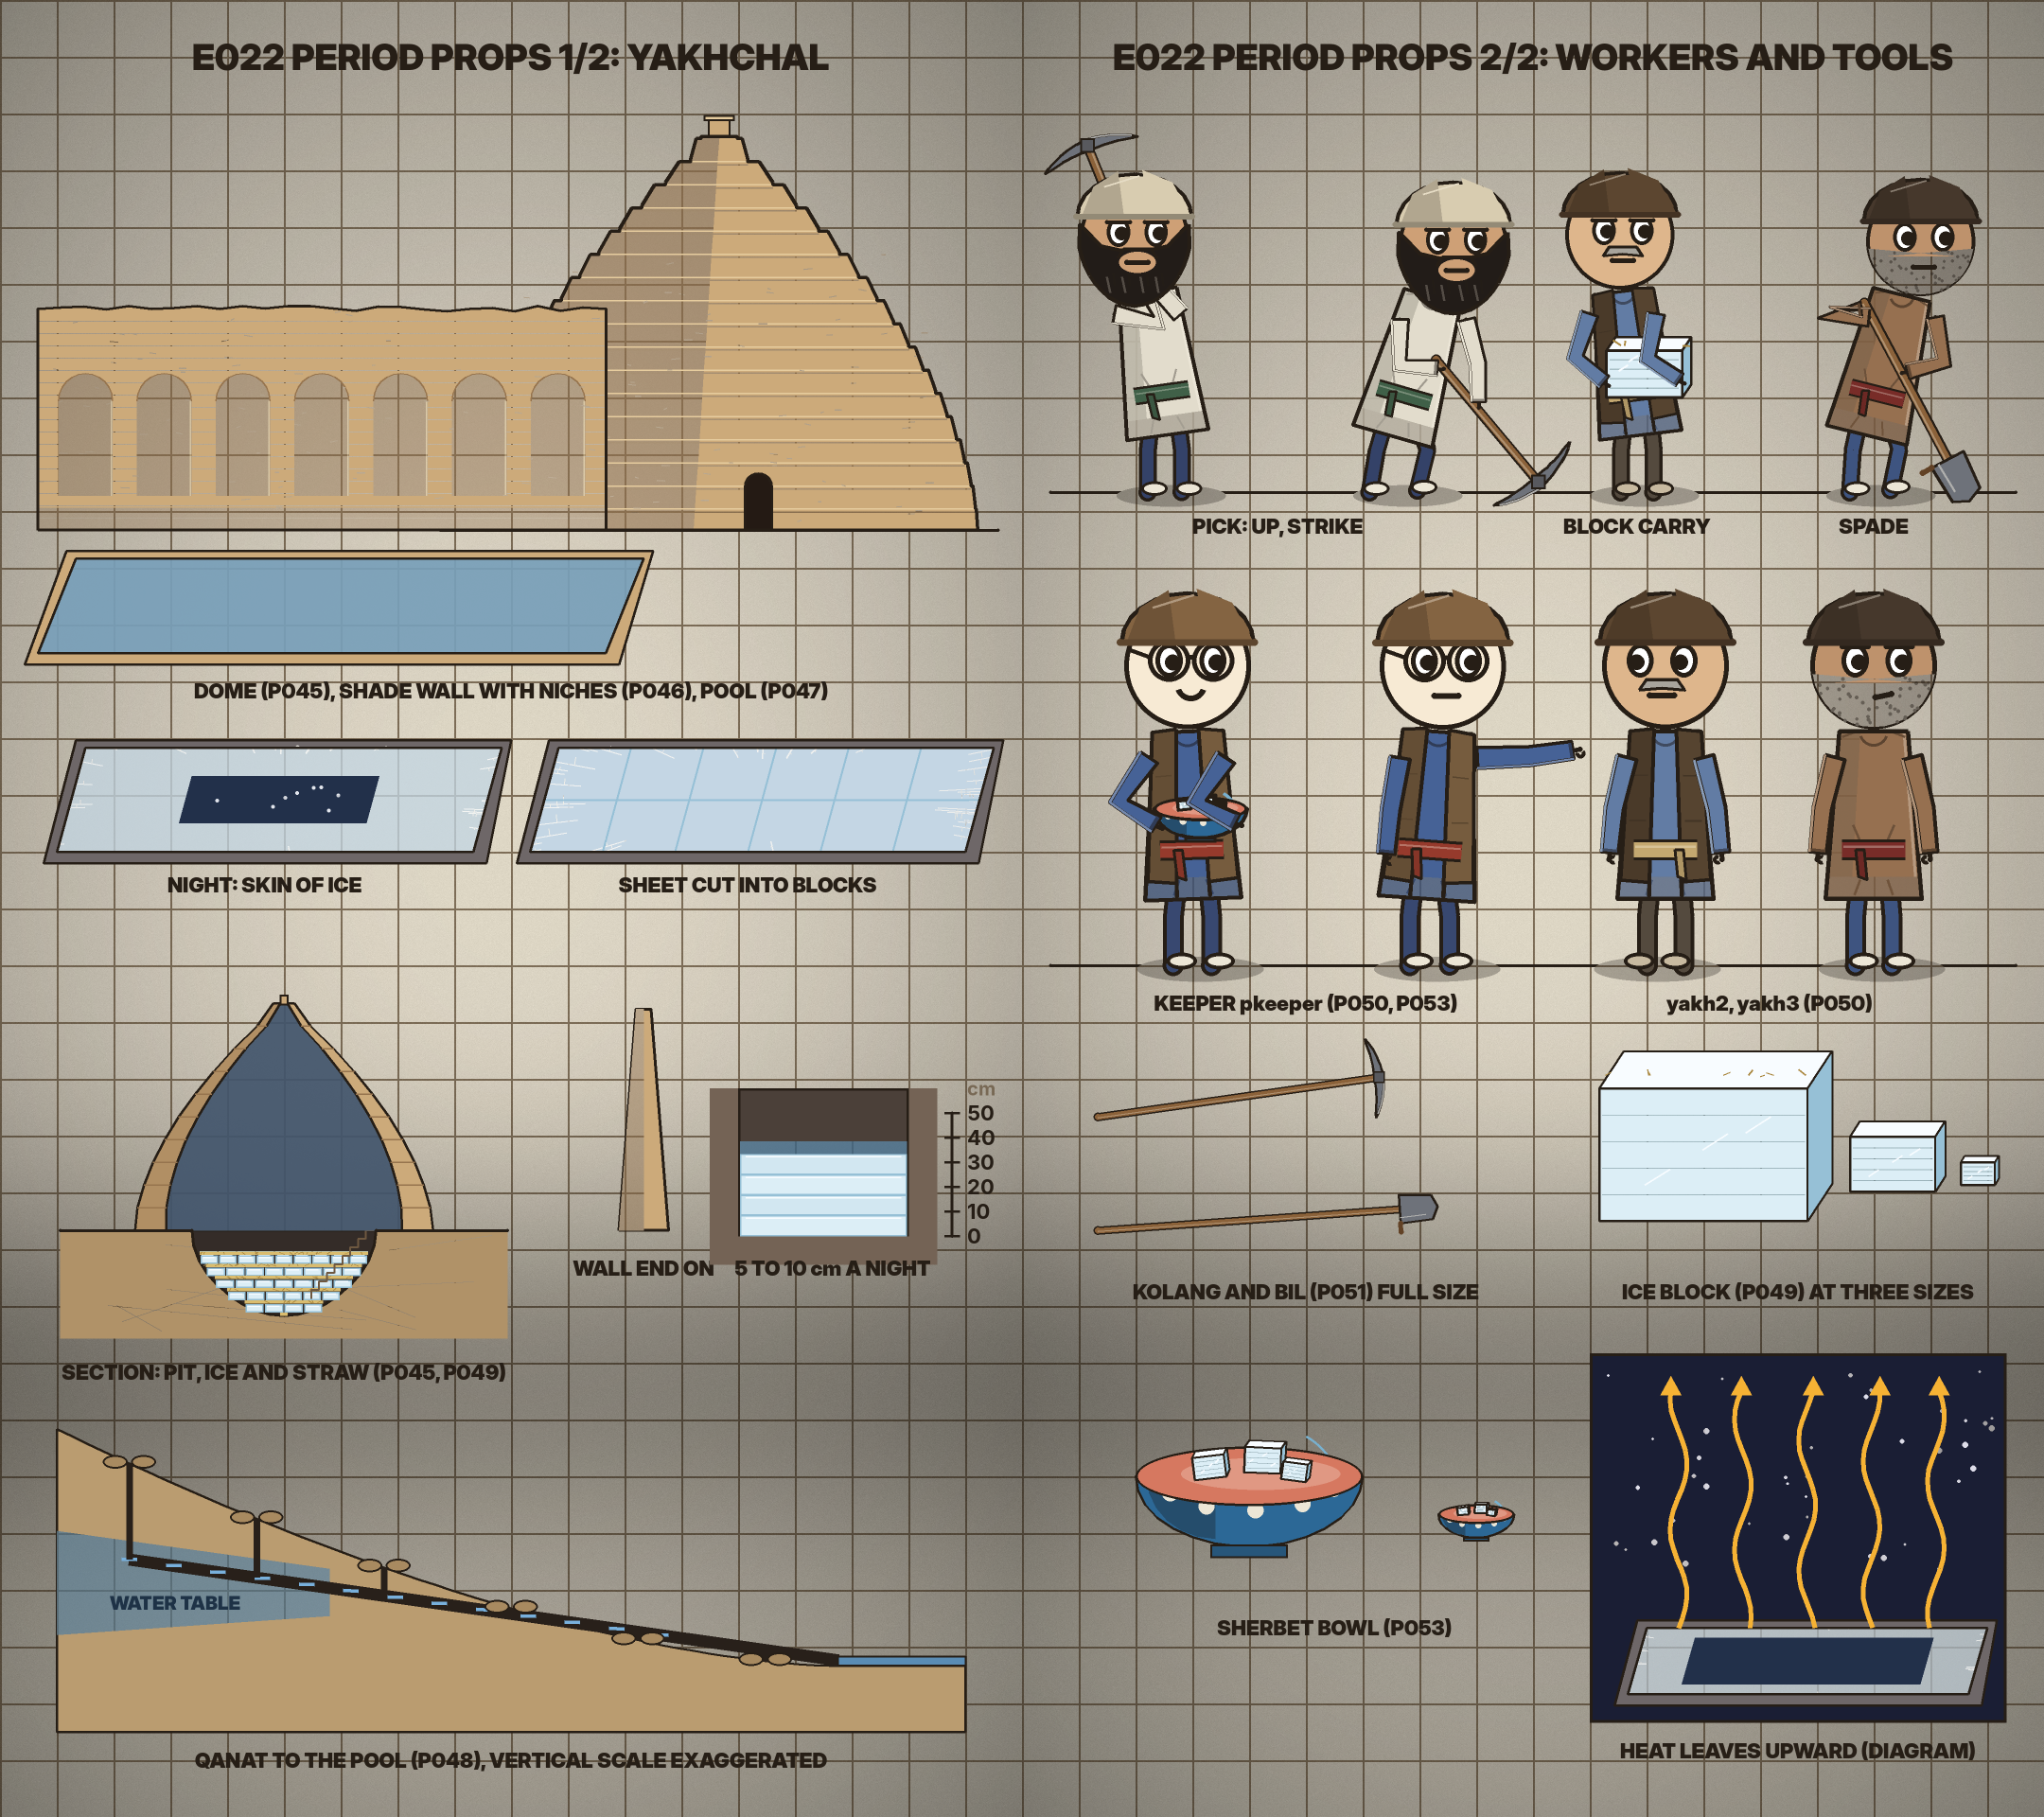 E022 PERIOD PROPS 1/2: YAKHCHAL
DOME (P045), SHADE WALL WITH NICHES (P046), POOL (P047)
NIGHT: SKIN OF ICE
SHEET CUT INTO BLOCKS
cm
50
40
30
20
10
0
WALL END ON
5 TO 10 cm A NIGHT
SECTION: PIT, ICE AND STRAW (P045, P049)
WATER TABLE
QANAT TO THE POOL (P048), VERTICAL SCALE EXAGGERATED
E022 PERIOD PROPS 2/2: WORKERS AND TOOLS
PICK: UP, STRIKE
BLOCK CARRY
SPADE
KEEPER pkeeper (P050, P053)
yakh2, yakh3 (P050)
KOLANG AND BIL (P051) FULL SIZE
ICE BLOCK (P049) AT THREE SIZES
SHERBET BOWL (P053)
HEAT LEAVES UPWARD (DIAGRAM)